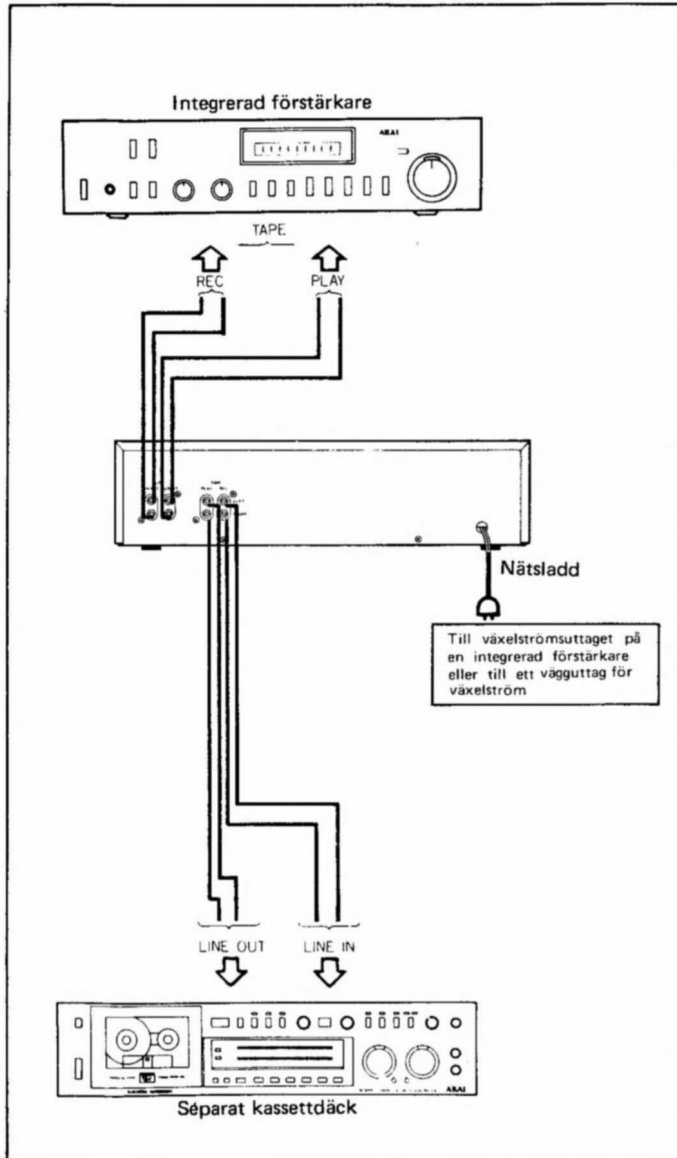 Integrerad förstärkare
AKAI
TAPE
REC
PLAY
Nätsladd
Till växelströmsuttaget på
en integrerad förstärkare
eller till ett vägguttag för
växelström
LINE OUT
LINE IN
AKAI
Séparat kassettdäck